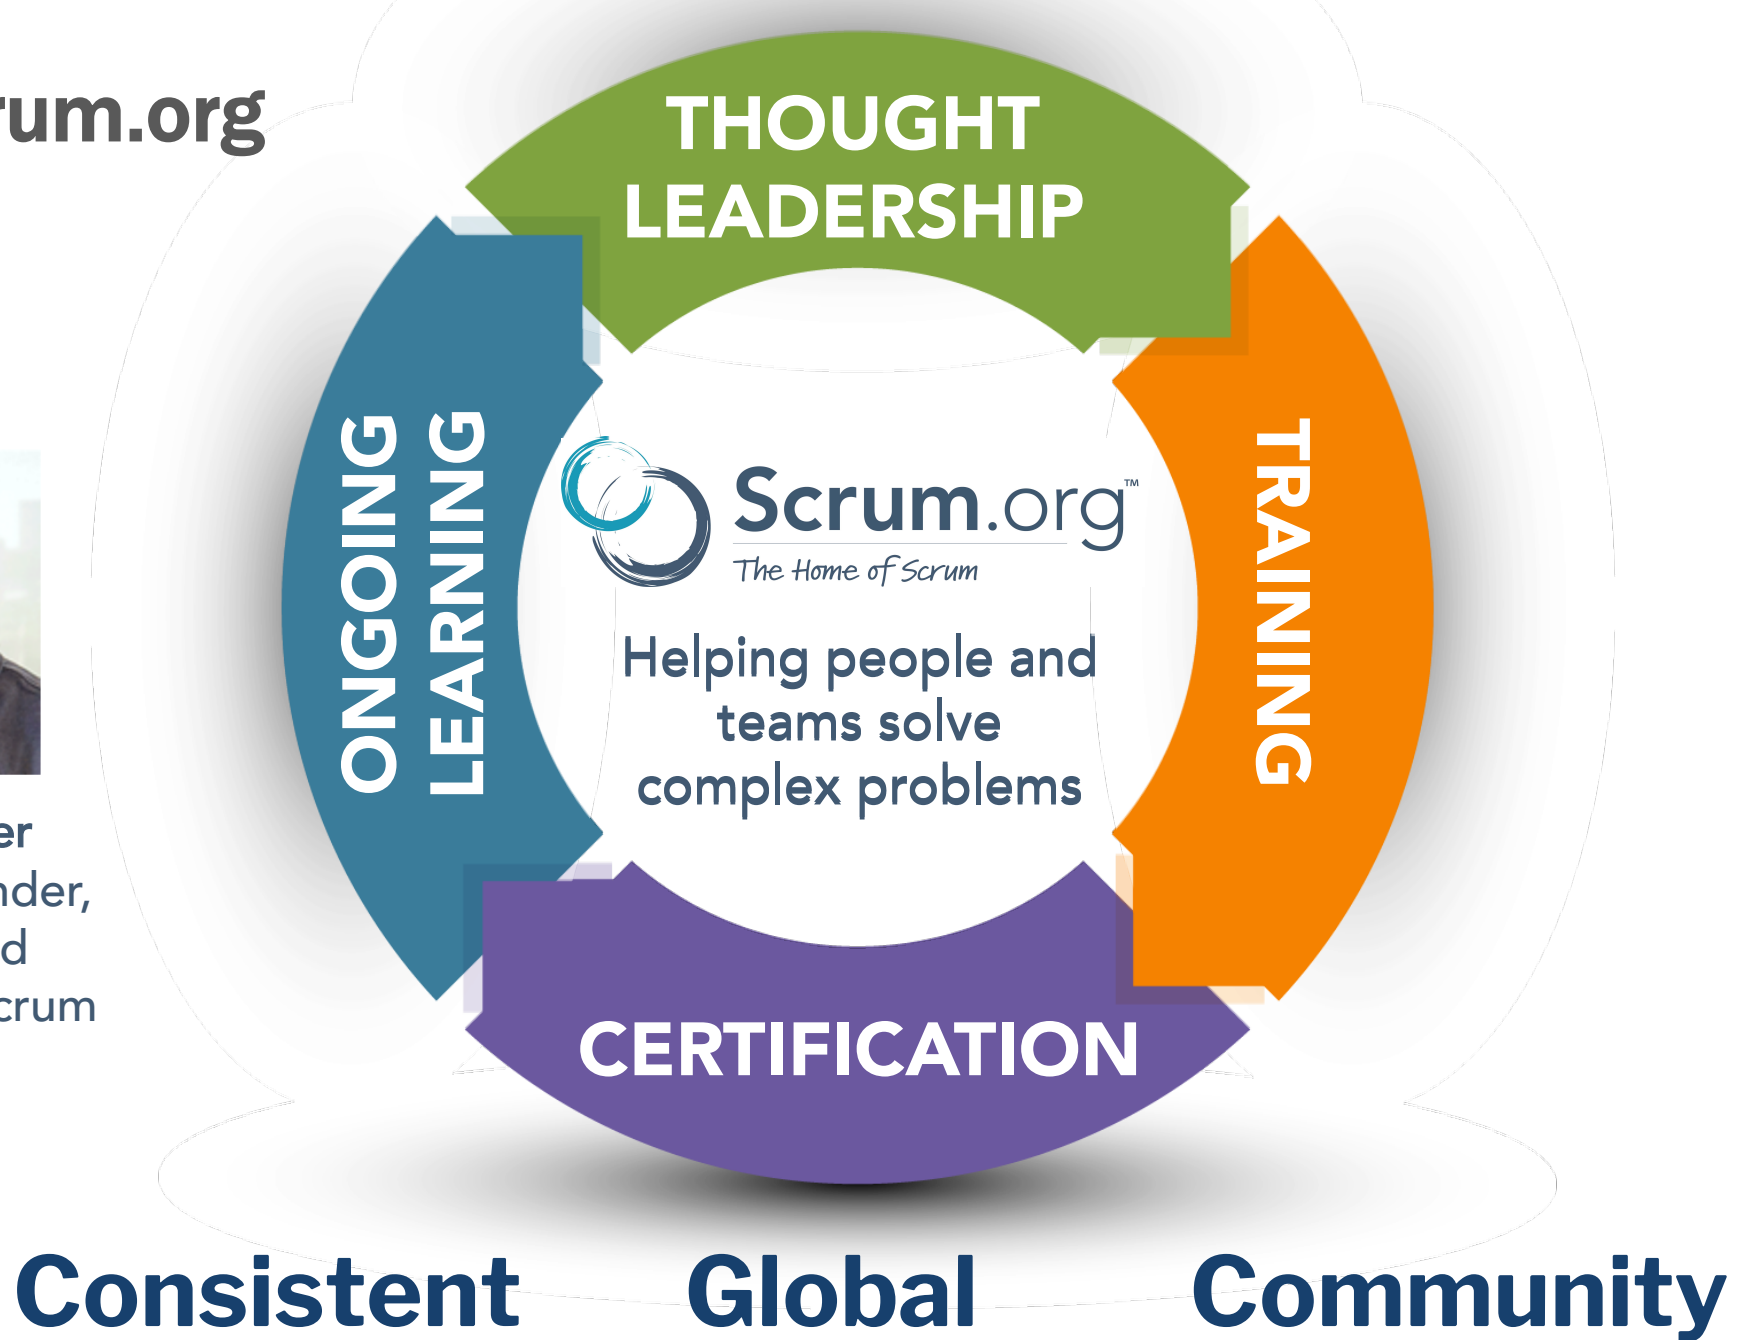 rum.org
THOUGHT
LEADERSHIP
ONGOING
LEARNING
TRAINING
Scrum.org™
The Home of Scrum
Helping people and
teams solve
complex problems
er
nder,
d
crum
CERTIFICATION
Consistent Global Community